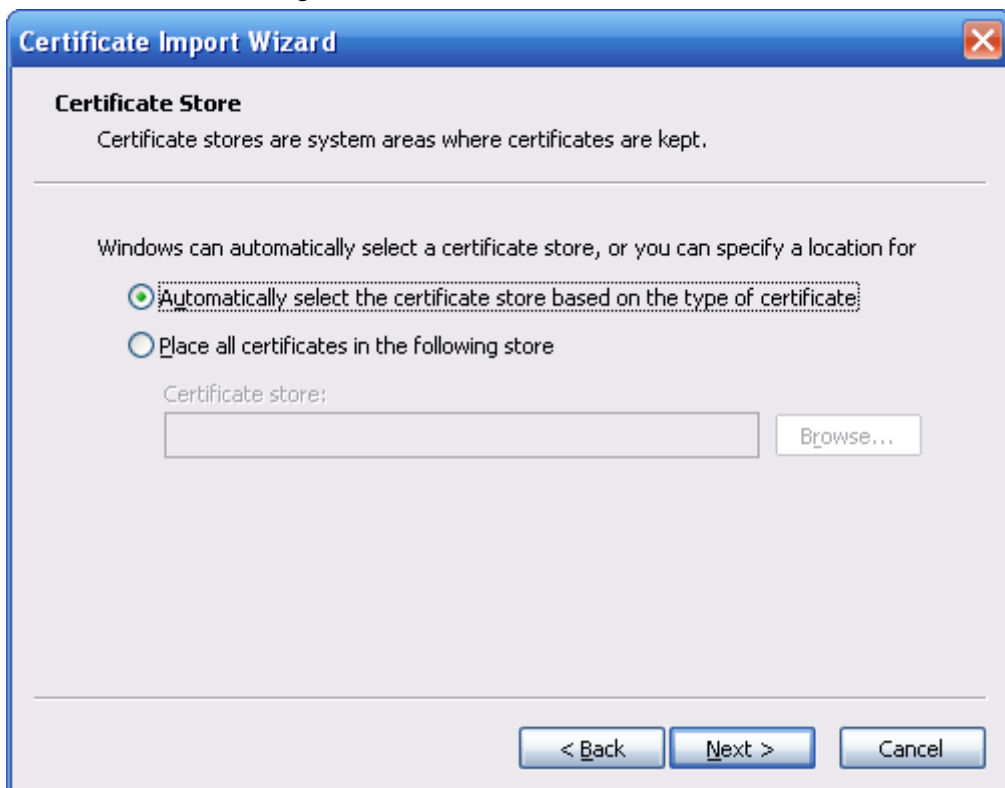 Certificate Import Wizard
Certificate Store
Certificate stores are system areas where certificates are kept.
Windows can automatically select a certificate store, or you can specify a location for
Automatically select the certificate store based on the type of certificate
Place all certificates in the following store
Certificate store:
Browse...
< Back
Next >
Cancel